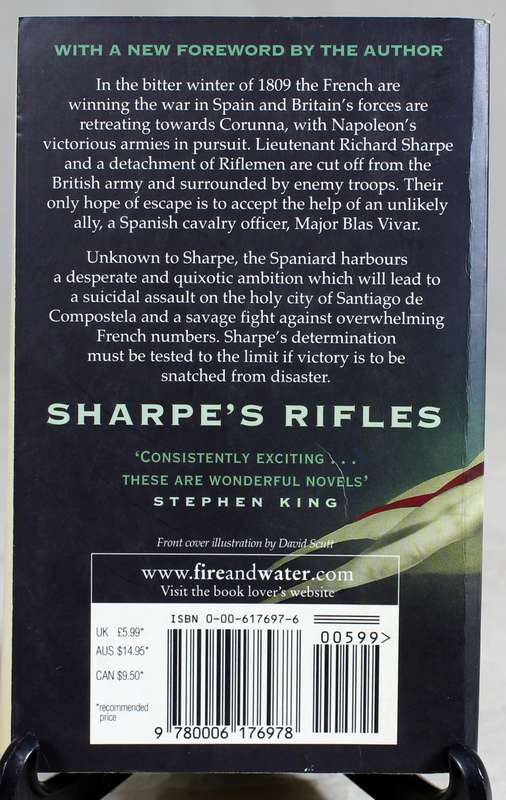 WITH A NEW FOREWORD BY THE AUTHOR
In the bitter winter of 1809 the French are
winning the war in Spain and Britain's forces are
retreating towards Corunna, with Napoleon's
victorious armies in pursuit. Lieutenant Richard Sharpe
and a detachment of Riflemen are cut off from the
British army and surrounded by enemy troops. Their
only hope of escape is to accept the help of an unlikely
ally, a Spanish cavalry officer, Major Blas Vivar.
Unknown to Sharpe, the Spaniard harbours
a desperate and quixotic ambition which will lead to
a suicidal assault on the holy city of Santiago de
Compostela and a savage fight against overwhelming
French numbers. Sharpe's determination
must be tested to the limit if victory is to be
snatched from disaster.
SHARPE'S RIFLES
'CONSISTENTLY EXCITING . . .
THESE ARE WONDERFUL NOVELS'
STEPHEN KING
Front cover illustration by David Scutt
www.fireandwater.com
Visit the book lover's website
ISBN 0-00-617697-6
00599>
UK £5.99*
AUS $14.95*
CAN $9.50*
*recommended
price
9 780006 176978